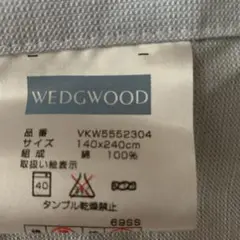 WEDGWOOD
品番 VKW5552304
サイズ 140x240cm
組成 綿 100%
取扱い絵表示
40
タンブル乾燥禁止
69SS